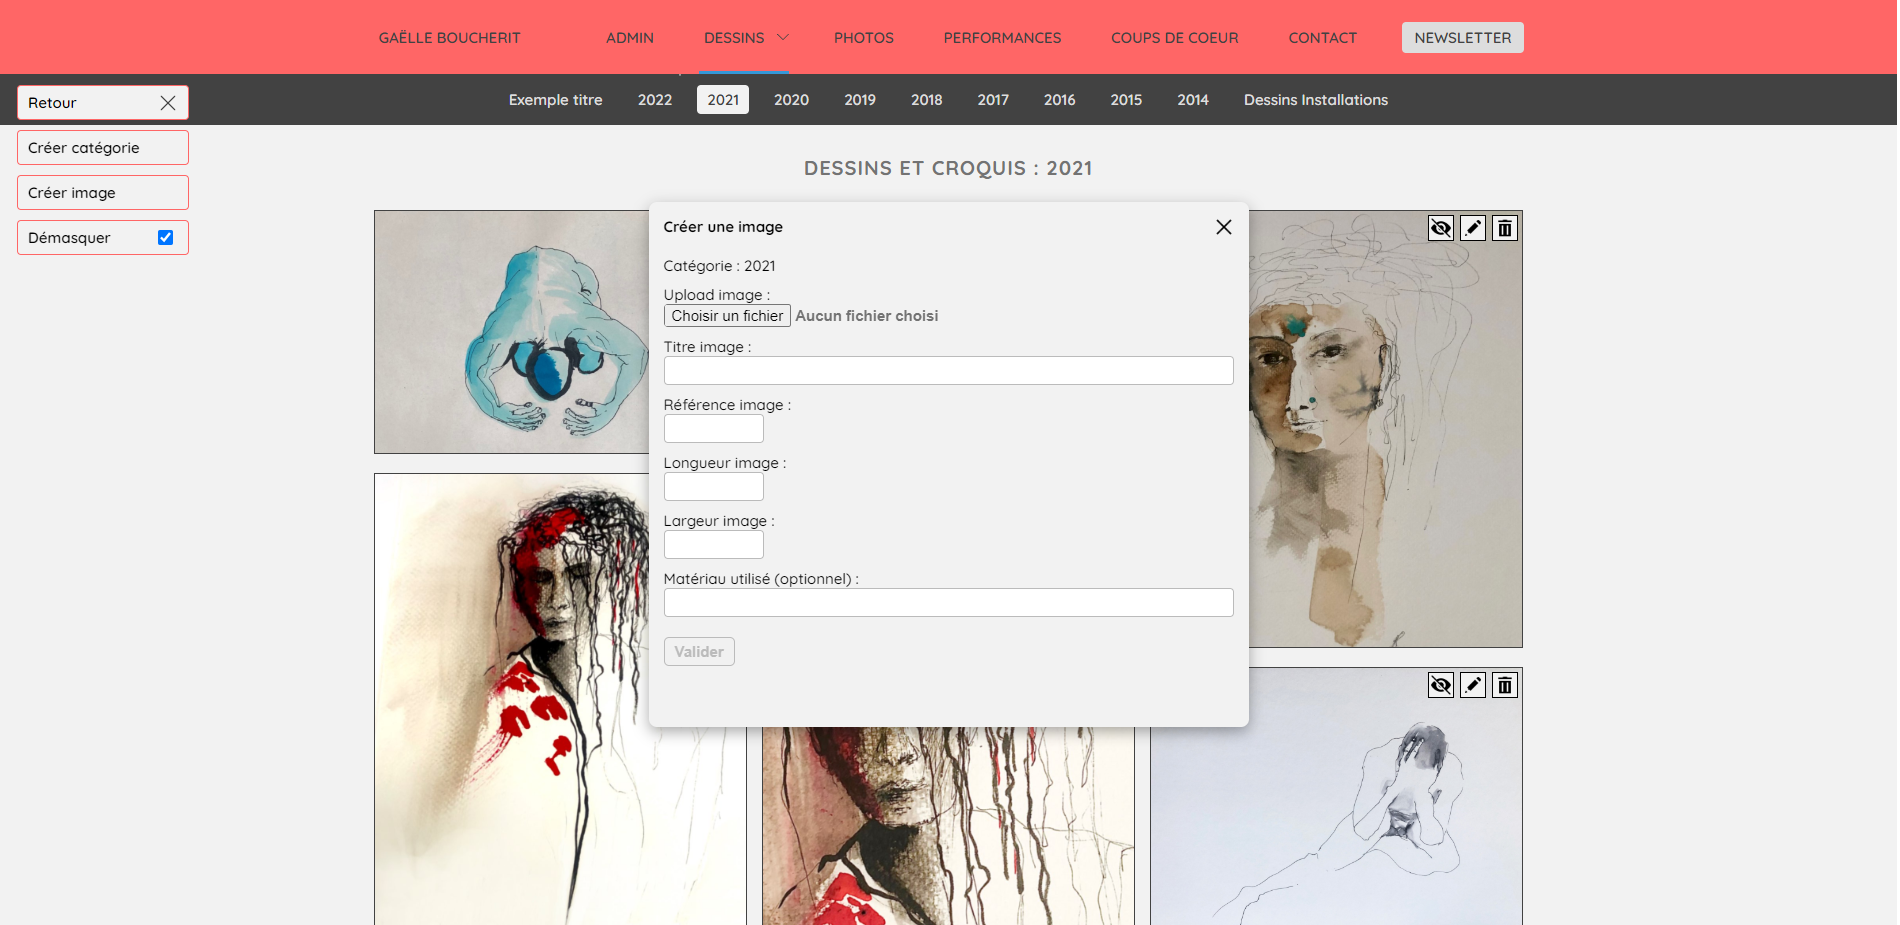 GAËLLE BOUCHERIT ADMIN DESSINS PHOTOS PERFORMANCES COUPS DE COEUR CONTACT NEWSLETTER
Exemple titre 2022 2021 2020 2019 2018 2017 2016 2015 2014 Dessins Installations
Retour
Créer catégorie
Créer image
Démasquer
DESSINS ET CROQUIS : 2021
Créer une image
Catégorie : 2021
Upload image :
Choisir un fichier Aucun fichier choisi
Titre image :
Référence image :
Longueur image :
Largeur image :
Matériau utilisé (optionnel) :
Valider